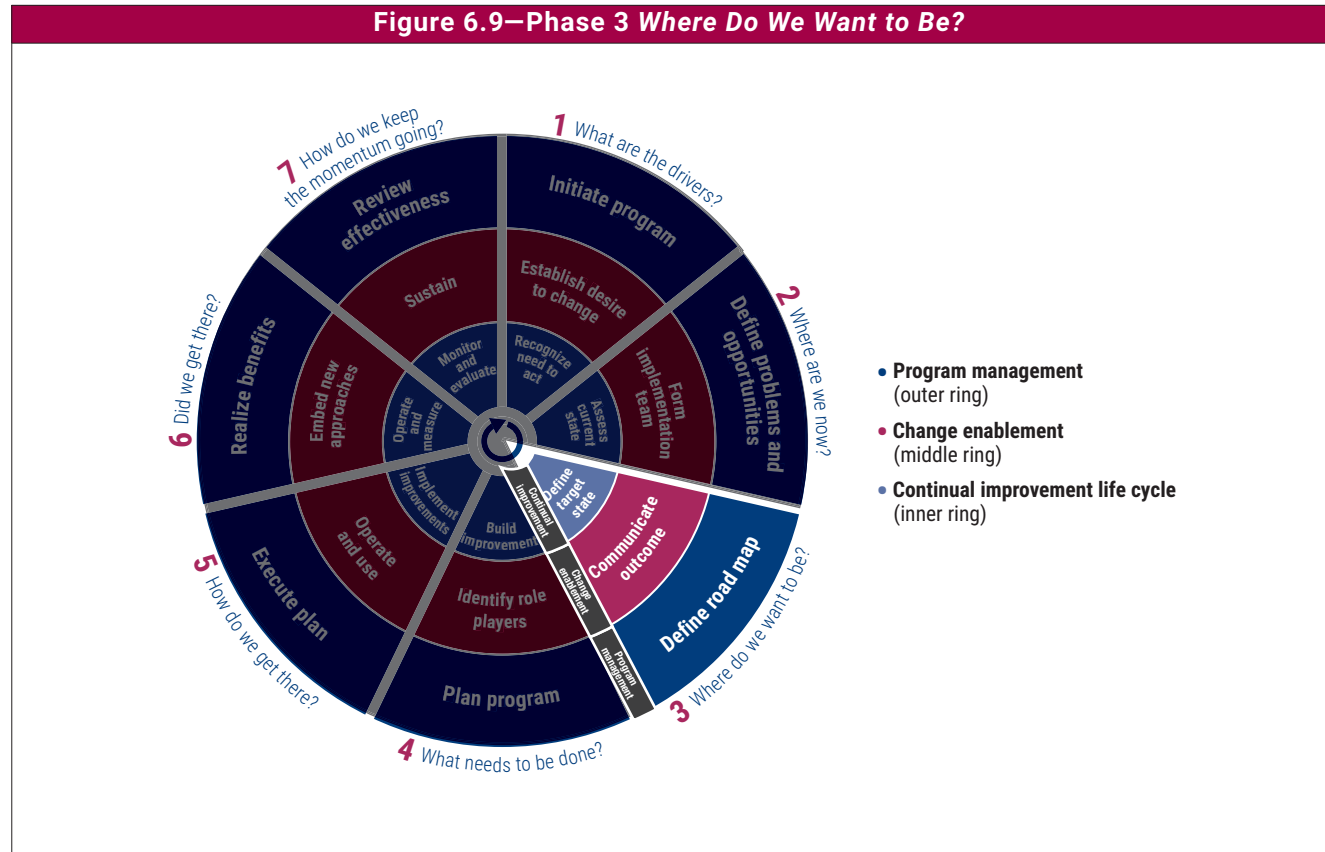 Figure 6.9—Phase 3 Where Do We Want to Be?
1 What are the drivers?
Initiate program
Establish desire
to change
Recognize
need to
act
2 Where are we now?
Define problems and
opportunities
Form
implementation
team
Assess
current
state
3 Where do we want to be?
Define road map
Communicate
outcome
Define
target
state
Continual
improvement
Change
enablement
Program
management
4 What needs to be done?
Plan program
Identify role
players
Build
improvement
5 How do we get there?
Execute plan
Operate
and use
Implement
improvements
6 Did we get there?
Realize benefits
Embed new
approaches
Operate
and
measure
7 How do we keep
the momentum going?
Review
effectiveness
Sustain
Monitor
and
evaluate
• Program management
(outer ring)
• Change enablement
(middle ring)
• Continual improvement life cycle
(inner ring)